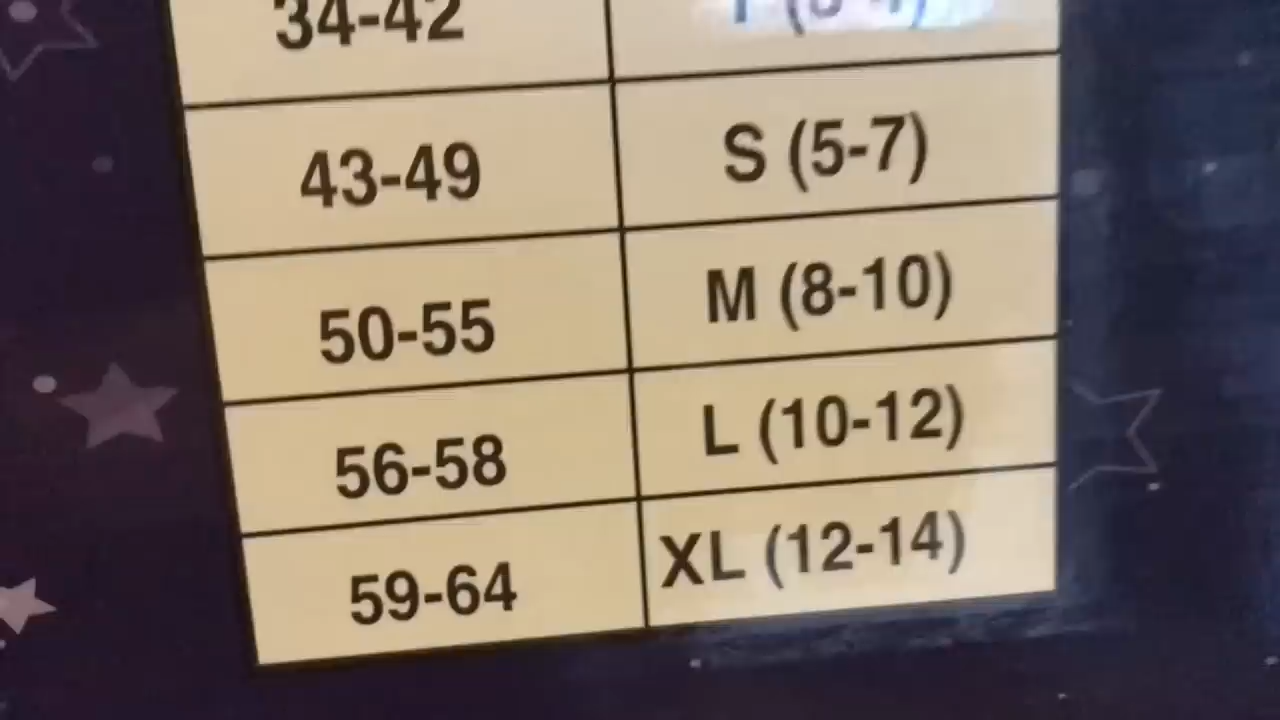 34-42
43-49 S (5-7)
50-55 M (8-10)
56-58 L (10-12)
59-64 XL (12-14)